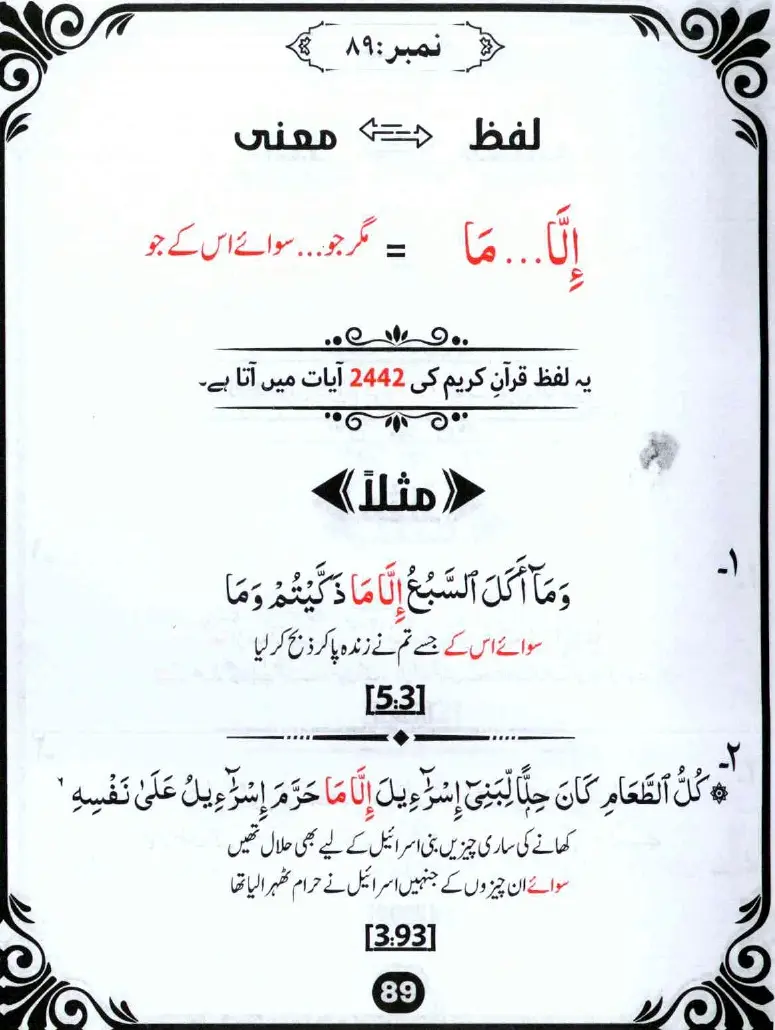 نمبر:۸۹
لفظ ⇐⇒ معنی
إِلَّا...مَا = مگر جو...سوائے اس کے جو
یہ لفظ قرآنِ کریم کی 2442 آیات میں آتا ہے۔
مثلاً
۱-
وَمَآ أَكَلَ ٱلسَّبُعُ إِلَّا مَا ذَكَّيْتُمْ وَمَا
سوائے اس کے جسے تم نے زندہ پا کر ذبح کر لیا
[5:3]
۲-
۞ كُلُّ ٱلطَّعَامِ كَانَ حِلًّا لِّبَنِىٓ إِسْرَٰٓءِيلَ إِلَّا مَا حَرَّمَ إِسْرَٰٓءِيلُ عَلَىٰ نَفْسِهِۦ
کھانے کی ساری چیزیں بنی اسرائیل کے لیے بھی حلال تھیں
سوائے ان چیزوں کے جنہیں اسرائیل نے حرام ٹھہرا لیا تھا
[3:93]
89